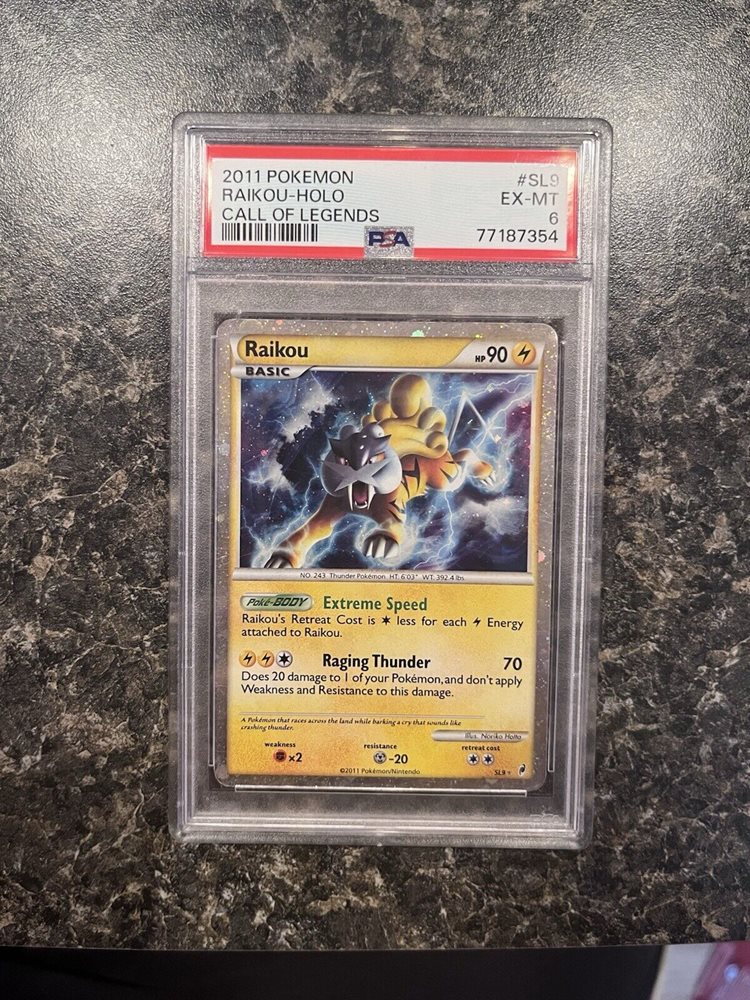 2011 POKEMON #SL9
RAIKOU-HOLO EX-MT
CALL OF LEGENDS 6
PSA 77187354
Raikou HP 90
BASIC
NO. 243 Thunder Pokémon HT. 6'03" WT. 392.4 lbs.
Poké-BODY Extreme Speed
Raikou's Retreat Cost is less for each Energy
attached to Raikou.
Raging Thunder 70
Does 20 damage to 1 of your Pokémon, and don't apply
Weakness and Resistance to this damage.
A Pokémon that races across the land while barking a cry that sounds like
crashing thunder.
Illus. Noriko Hotta
weakness resistance retreat cost
×2 -20
©2011 Pokémon/Nintendo SL9